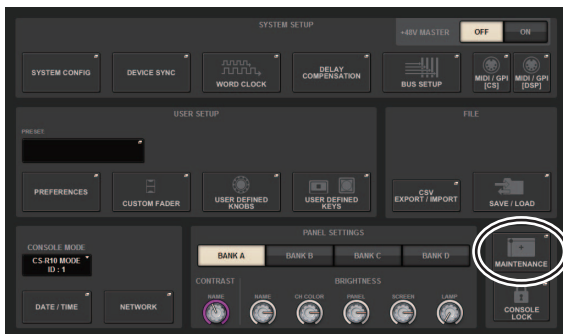 SYSTEM SETUP
+48V MASTER
OFF
ON
SYSTEM CONFIG
DEVICE SYNC
WORD CLOCK
DELAY
COMPENSATION
BUS SETUP
MIDI / GPI
[CS]
MIDI / GPI
[DSP]
USER SETUP
PRESET
PREFERENCES
CUSTOM FADER
USER DEFINED
KNOBS
USER DEFINED
KEYS
FILE
CSV
EXPORT / IMPORT
SAVE / LOAD
CONSOLE MODE
CS-R10 MODE
ID : 1
DATE / TIME
NETWORK
PANEL SETTINGS
BANK A
BANK B
BANK C
BANK D
CONTRAST
BRIGHTNESS
NAME
NAME
CH COLOR
PANEL
SCREEN
LAMP
MAINTENANCE
CONSOLE
LOCK